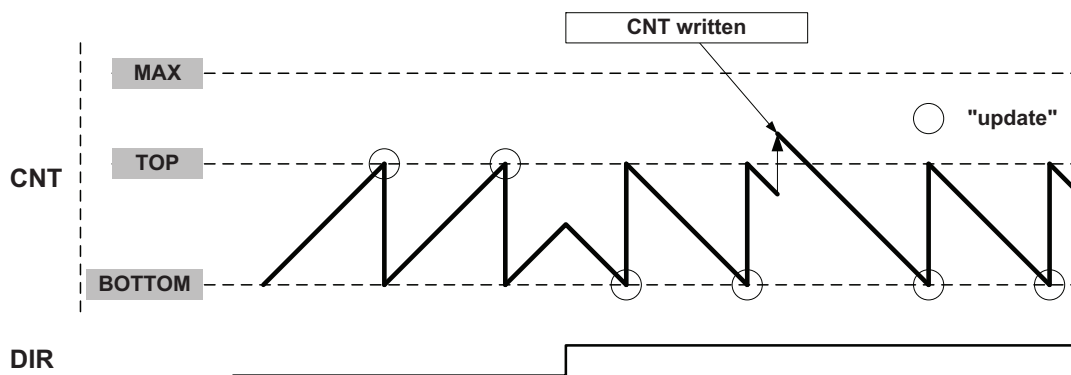 CNT written
MAX
"update"
TOP
CNT
BOTTOM
DIR